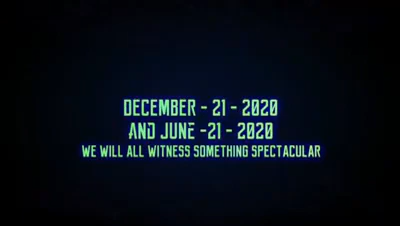 DECEMBER - 21 - 2020
AND JUNE -21 - 2020
WE WILL ALL WITNESS SOMETHING SPECTACULAR